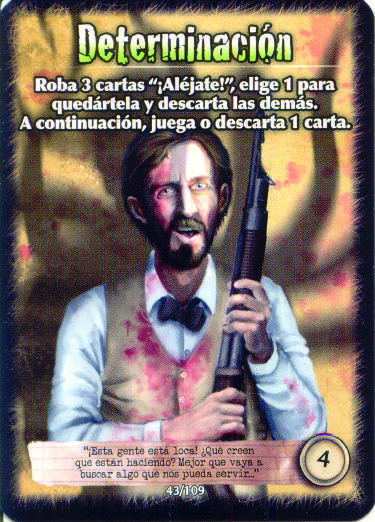 Determinación
Roba 3 cartas “¡Aléjate!”, elige 1 para
quedártela y descarta las demás.
A continuación, juega o descarta 1 carta.
“¡Esta gente está loca! ¿Qué creen
que están haciendo? Mejor que vaya a
buscar algo que nos pueda servir...”
4
43/109